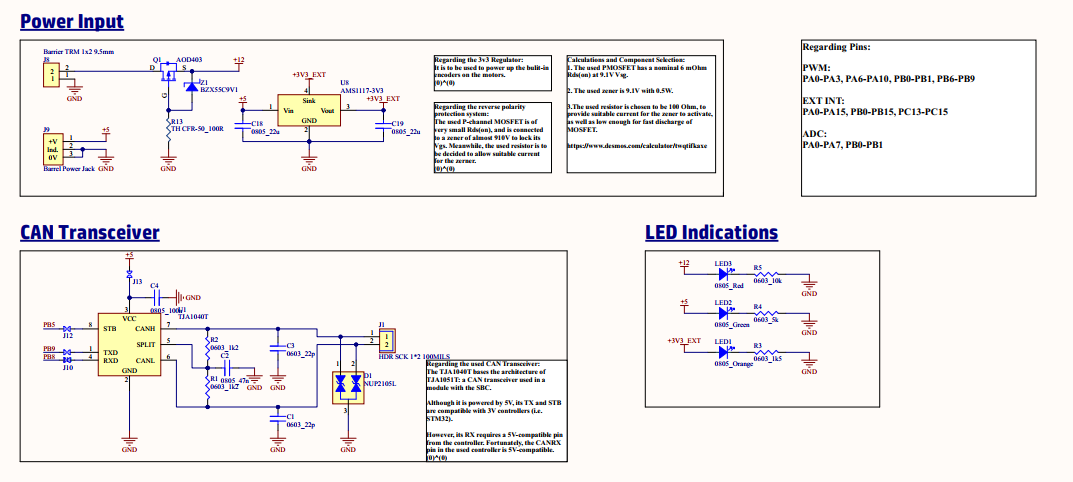 Power Input
Barrier TRM 1x2 9.5mm
J8
2
1
2
1
GND
Q1
AOD403
D
S
G
+12
Z1
BZX55C9V1
R13
TH CFR-50_100R
GND
J9
+V
Ind.
0V
1
2
3
+5
GND
Barrel Power Jack
+5
C18
0805_22u
+3V3_EXT
U8
AMS1117-3V3
4
Sink
1
Vin
Vout
3
GND
2
GND
+3V3_EXT
C19
0805_22u
Regarding the 3v3 Regulator:
It is to be used to power up the bulit-in
encoders on the motors.
(0)^(0)
Regarding the reverse polarity
protection system:
The used P-channel MOSFET is of
very small Rds(on), and is connected
to a zener of almost 910V to lock its
Vgs. Meanwhile, the used resistor is to
be decided to allow suitable current
for the zerner.
(0)^(0)
Calculations and Component Selection:
1. The used PMOSFET has a nominal 6 mOhm
Rds(on) at 9.1V Vsg.
2. The used zener is 9.1V with 0.5W.
3.The used resistor is chosen to be 100 Ohm, to
provide suitable current for the zener to activate,
as well as low enough for fast discharge of
MOSFET.
https://www.desmos.com/calculator/twqtifkaxe
Regarding Pins:
PWM:
PA0-PA3, PA6-PA10, PB0-PB1, PB6-PB9
EXT INT:
PA0-PA15, PB0-PB15, PC13-PC15
ADC:
PA0-PA7, PB0-PB1
CAN Transceiver
+5
J13
C4
GND
TJA1040T
3
VCC
PB5
J12
8
STB
CANH
7
SPLIT
5
PB9
1
TXD
PB8
4
RXD
CANL
6
J10
GND
2
GND
R2
0603_1k2
C2
0805_47n
GND
R1
0603_1k2
C3
0603_22p
GND
C1
0603_22p
GND
J1
1
2
1
2
HDR SCK 1*2 100MILS
1
2
D1
NUP2105L
3
GND
Regarding the used CAN Transceiver:
The TJA1040T bases the architecture of
TJA1051T: a CAN transceiver used in a
module with the SBC.
Although it is powered by 5V, its TX and STB
are compatible with 3V controllers (i.e.
STM32).
However, its RX requires a 5V-compatible pin
from the controller. Fortunately, the CANRX
pin in the used controller is 5V-compatible.
(0)^(0)
LED Indications
+12
LED3
0805_Red
R5
0603_10k
GND
+5
LED2
0805_Green
R4
0603_5k
GND
+3V3_EXT
LED1
0805_Orange
R3
0603_1k5
GND